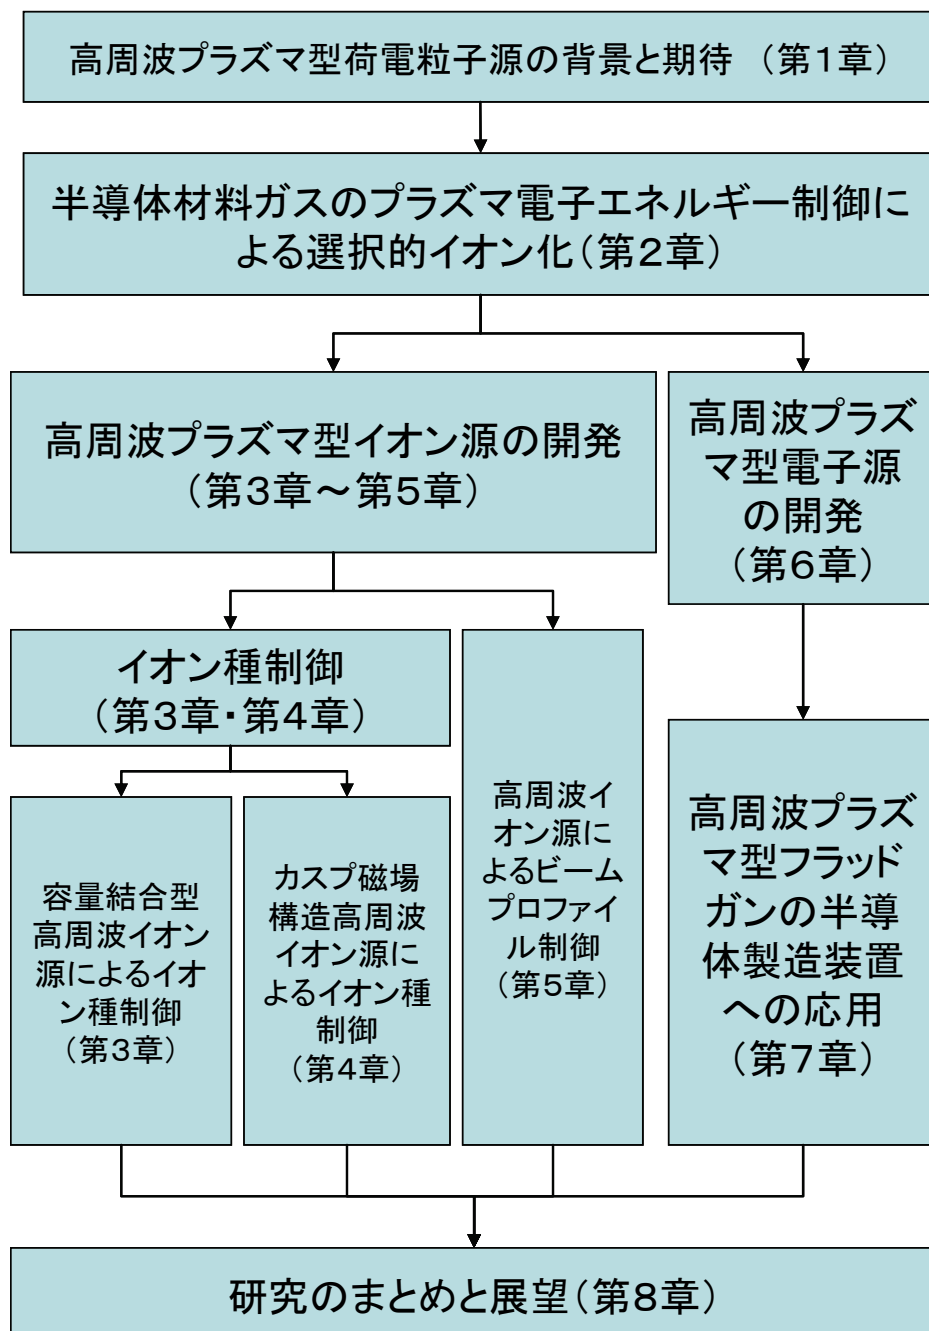 高周波プラズマ型荷電粒子源の背景と期待 （第１章）
半導体材料ガスのプラズマ電子エネルギー制御に
よる選択的イオン化（第２章）
高周波プラズマ型イオン源の開発
（第３章～第５章）
高周波プラズ
マ型電子源
の開発
（第６章）
イオン種制御
（第３章・第４章）
容量結合型
高周波イオン
源によるイオ
ン種制御
（第３章）
カスプ磁場
構造高周波
イオン源に
よるイオン種
制御
（第４章）
高周波イ
オン源に
よるビーム
プロファイ
ル制御
（第５章）
高周波プラズ
マ型フラッド
ガンの半導
体製造装置
への応用
（第７章）
研究のまとめと展望（第８章）